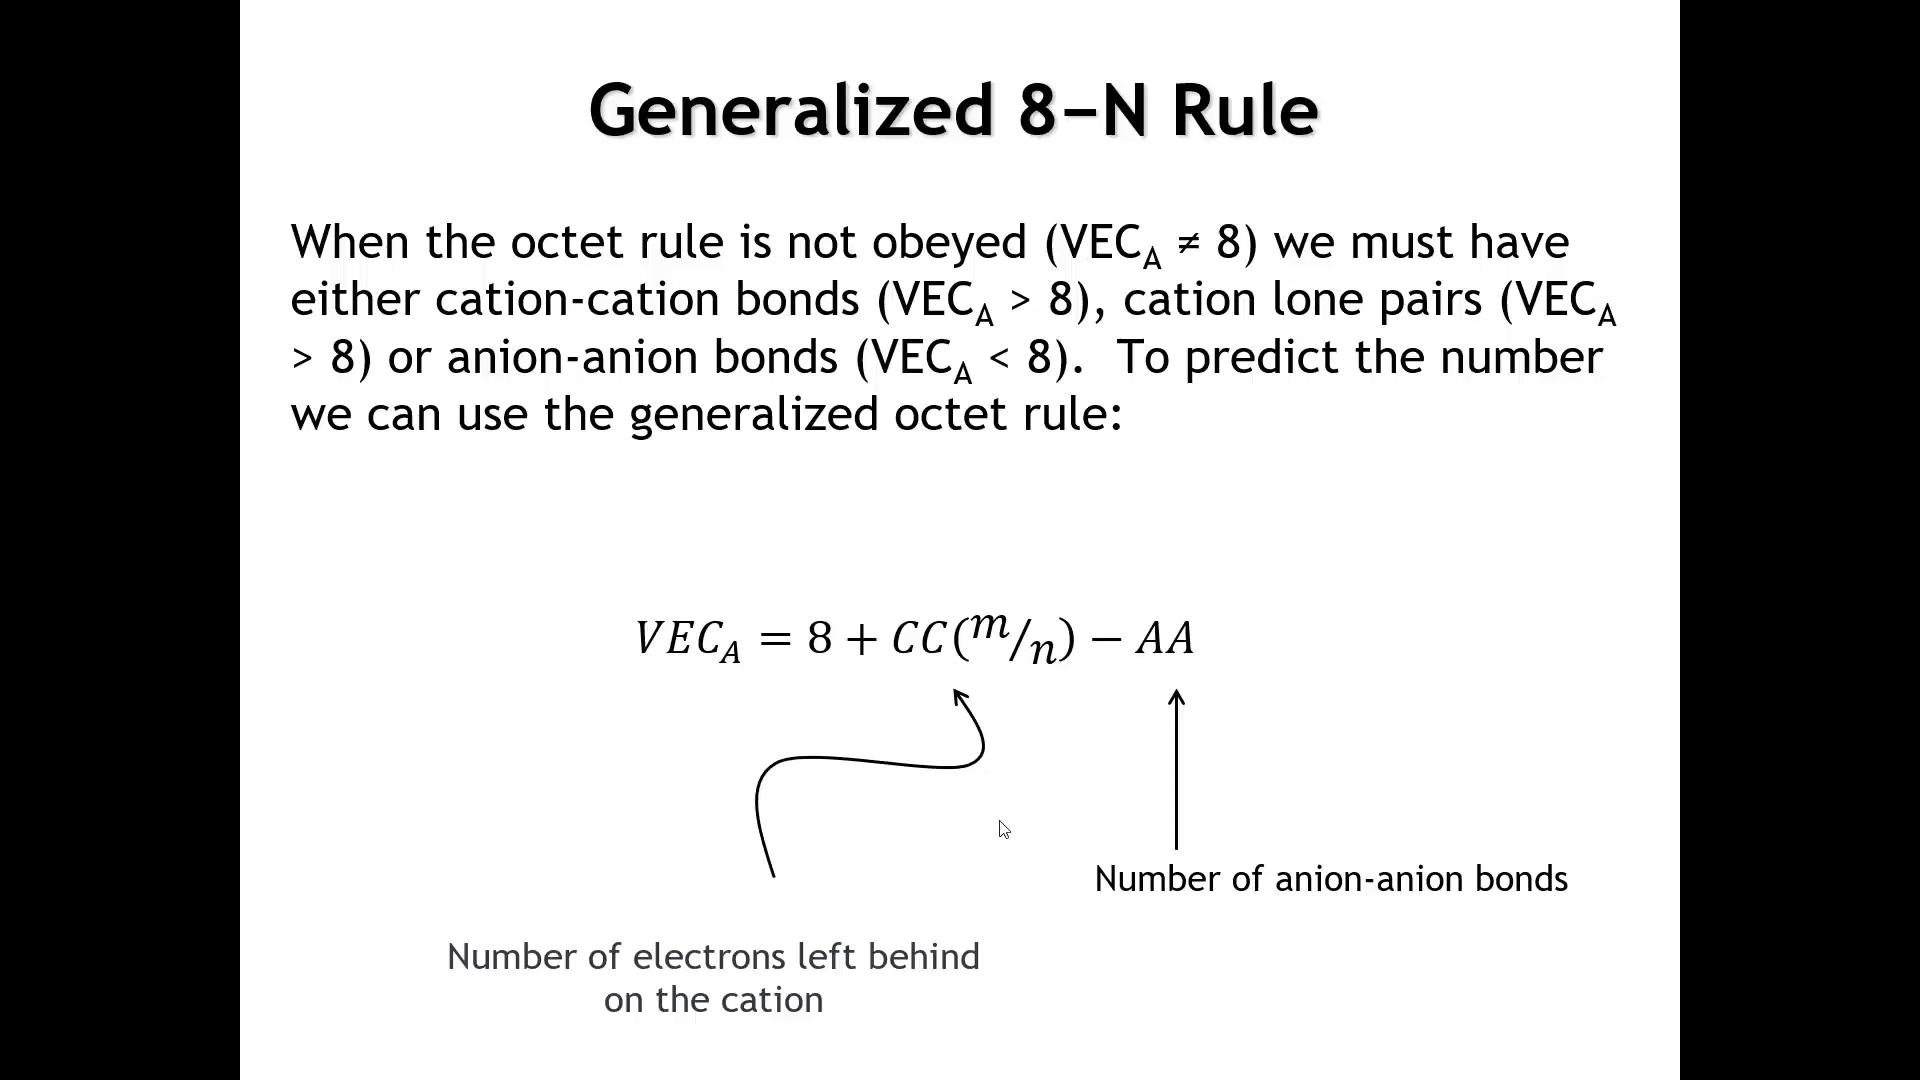 Generalized 8–N Rule
When the octet rule is not obeyed (VEC_A ≠ 8) we must have
either cation-cation bonds (VEC_A > 8), cation lone pairs (VEC_A
> 8) or anion-anion bonds (VEC_A < 8). To predict the number
we can use the generalized octet rule:
VEC_A = 8 + CC(m/n) − AA
Number of anion-anion bonds
Number of electrons left behind
on the cation